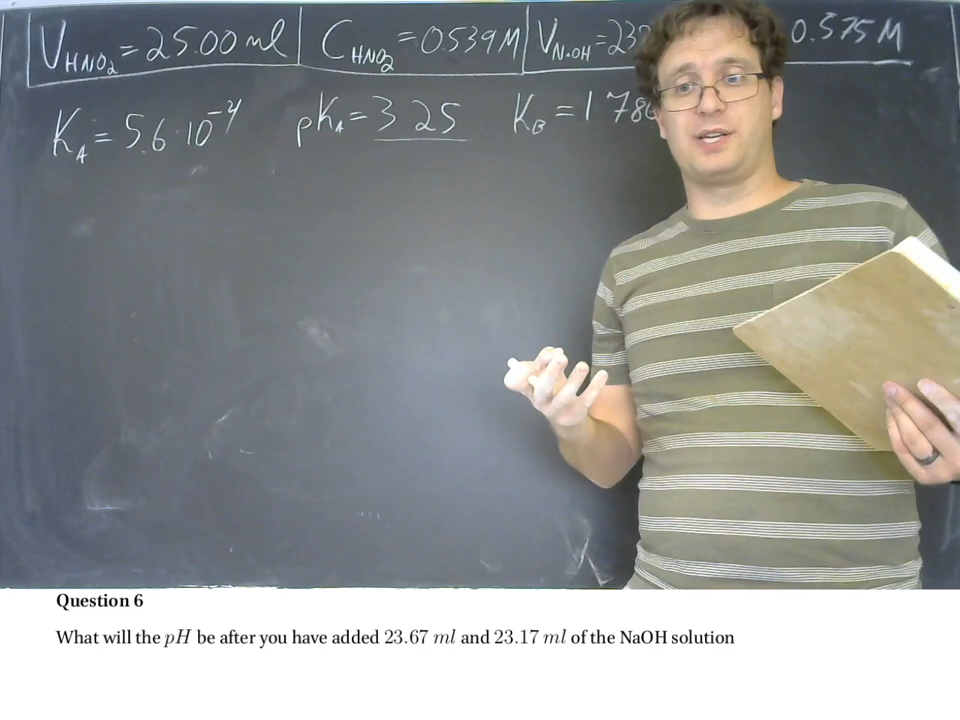 V_HNO₂ = 25.00 ml | C_HNO₂ = 0.539 M | V_NaOH = 23 0.575 M
K_A = 5.6·10⁻⁴ pK_A = 3.25 K_B = 1.786
Question 6
What will the pH be after you have added 23.67 ml and 23.17 ml of the NaOH solution